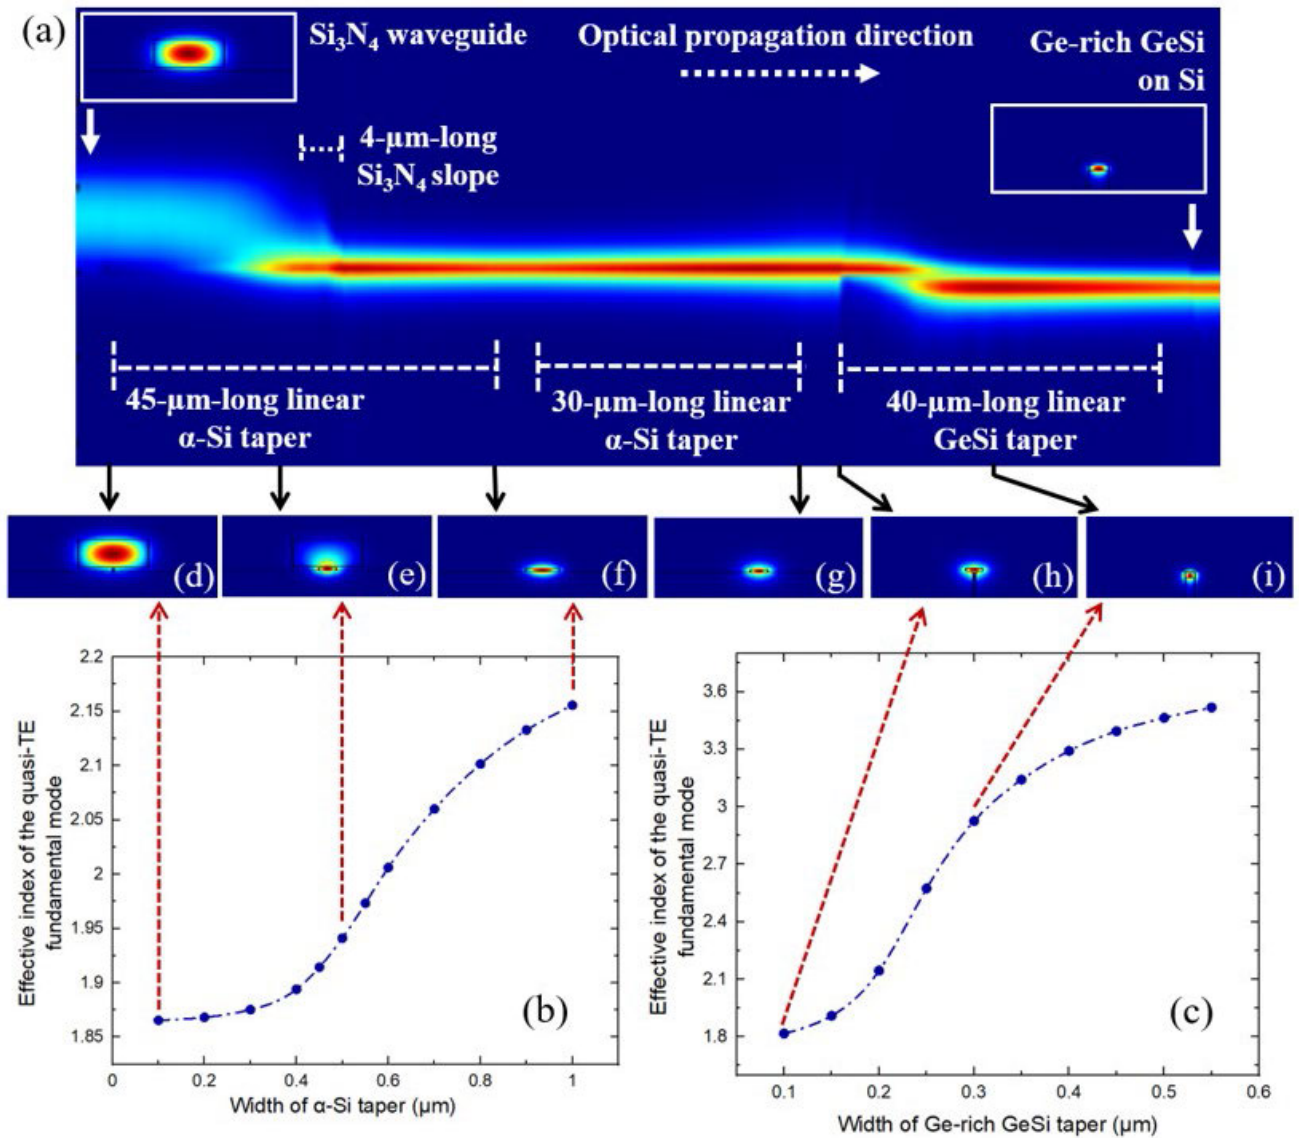 (a)
Si₃N₄ waveguide
Optical propagation direction
Ge-rich GeSi
on Si
4-μm-long
Si₃N₄ slope
45-μm-long linear
α-Si taper
30-μm-long linear
α-Si taper
40-μm-long linear
GeSi taper
(d)
(e)
(f)
(g)
(h)
(i)
Effective index of the quasi-TE
fundamental mode
2.2
2.15
2.1
2.05
2
1.95
1.9
1.85
(b)
0 0.2 0.4 0.6 0.8 1
Width of α-Si taper (μm)
Effective index of the quasi-TE
fundamental mode
3.6
3.3
3
2.7
2.4
2.1
1.8
(c)
0.1 0.2 0.3 0.4 0.5 0.6
Width of Ge-rich GeSi taper (μm)